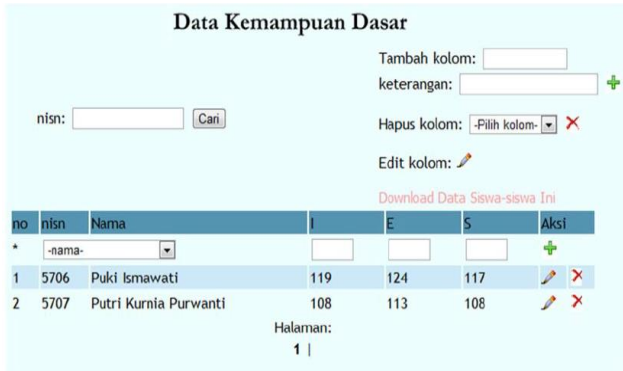 Data Kemampuan Dasar
Tambah kolom:
keterangan:
nisn: Cari
Hapus kolom: -Pilih kolom-
Edit kolom:
Download Data Siswa-siswa Ini
no nisn Nama I E S Aksi
* -nama-
1 5706 Puki Ismawati 119 124 117
2 5707 Putri Kurnia Purwanti 108 113 108
Halaman:
1 |